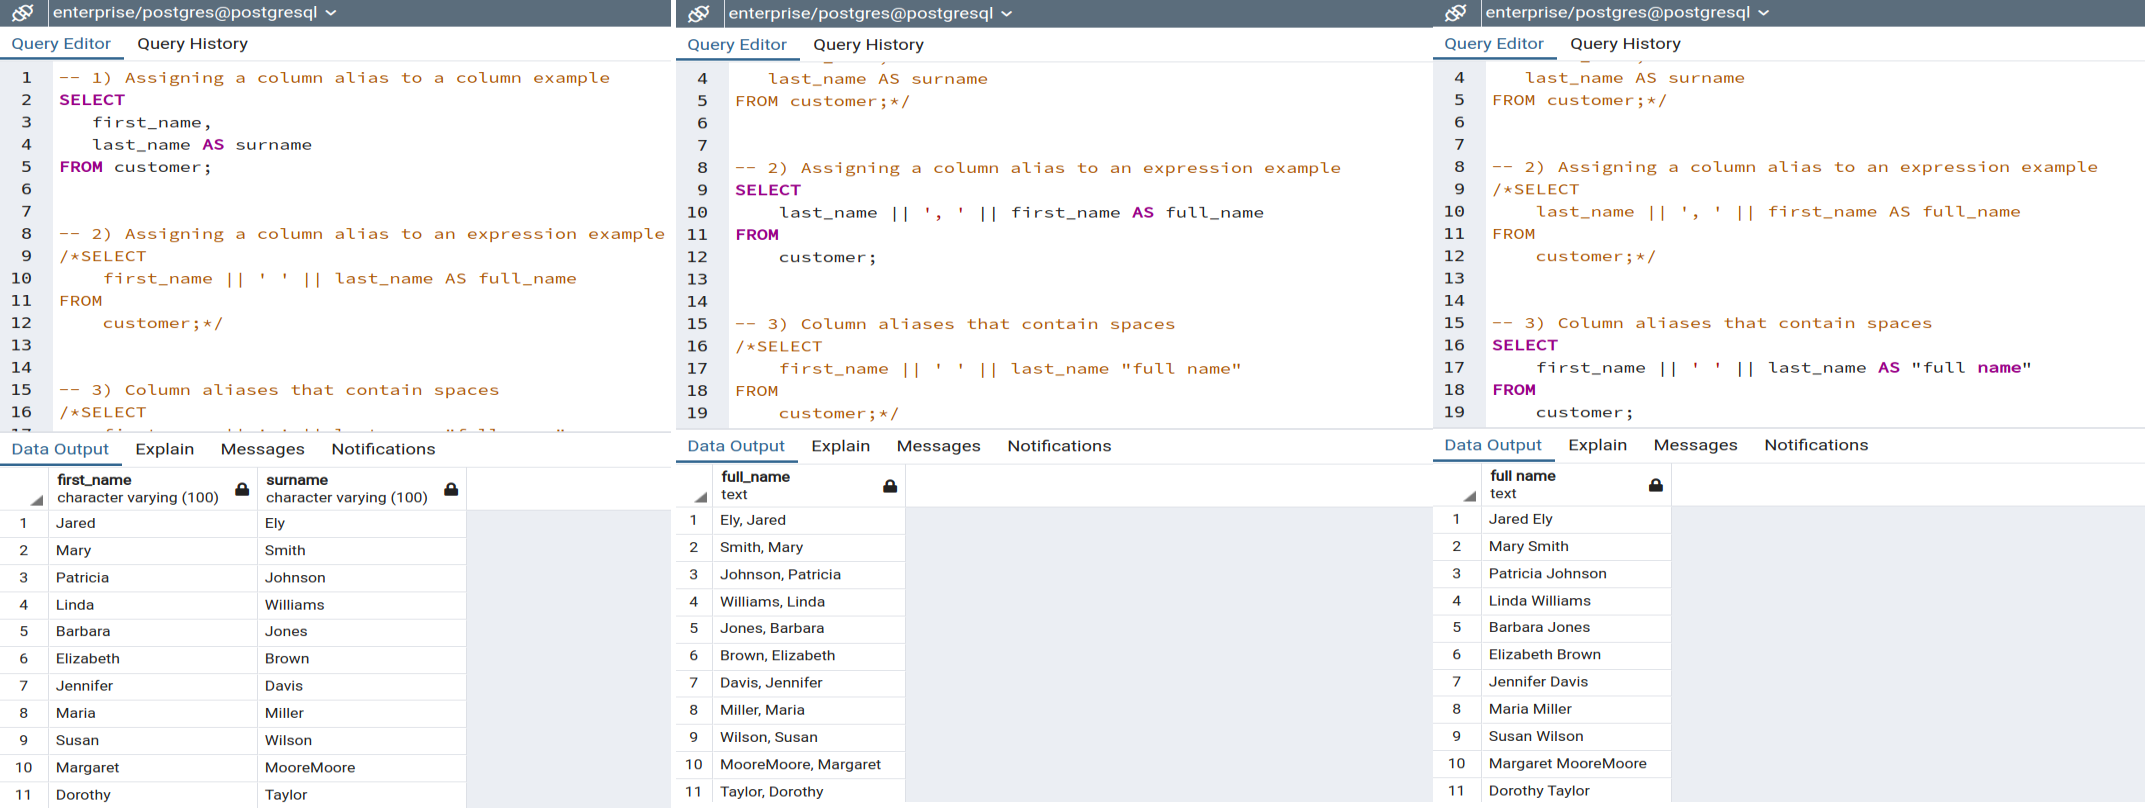 enterprise/postgres@postgresql
Query Editor Query History
1 -- 1) Assigning a column alias to a column example
2 SELECT
3 first_name,
4 last_name AS surname
5 FROM customer;
6
7
8 -- 2) Assigning a column alias to an expression example
9 /*SELECT
10 first_name || ' ' || last_name AS full_name
11 FROM
12 customer;*/
13
14
15 -- 3) Column aliases that contain spaces
16 /*SELECT
Data Output Explain Messages Notifications
first_name surname
character varying (100) character varying (100)
1 Jared Ely
2 Mary Smith
3 Patricia Johnson
4 Linda Williams
5 Barbara Jones
6 Elizabeth Brown
7 Jennifer Davis
8 Maria Miller
9 Susan Wilson
10 Margaret MooreMoore
11 Dorothy Taylor
enterprise/postgres@postgresql
Query Editor Query History
4 last_name AS surname
5 FROM customer;*/
6
7
8 -- 2) Assigning a column alias to an expression example
9 SELECT
10 last_name || ', ' || first_name AS full_name
11 FROM
12 customer;
13
14
15 -- 3) Column aliases that contain spaces
16 /*SELECT
17 first_name || ' ' || last_name "full name"
18 FROM
19 customer;*/
Data Output Explain Messages Notifications
full_name
text
1 Ely, Jared
2 Smith, Mary
3 Johnson, Patricia
4 Williams, Linda
5 Jones, Barbara
6 Brown, Elizabeth
7 Davis, Jennifer
8 Miller, Maria
9 Wilson, Susan
10 MooreMoore, Margaret
11 Taylor, Dorothy
enterprise/postgres@postgresql
Query Editor Query History
4 last_name AS surname
5 FROM customer;*/
6
7
8 -- 2) Assigning a column alias to an expression example
9 /*SELECT
10 last_name || ', ' || first_name AS full_name
11 FROM
12 customer;*/
13
14
15 -- 3) Column aliases that contain spaces
16 SELECT
17 first_name || ' ' || last_name AS "full name"
18 FROM
19 customer;
Data Output Explain Messages Notifications
full name
text
1 Jared Ely
2 Mary Smith
3 Patricia Johnson
4 Linda Williams
5 Barbara Jones
6 Elizabeth Brown
7 Jennifer Davis
8 Maria Miller
9 Susan Wilson
10 Margaret MooreMoore
11 Dorothy Taylor